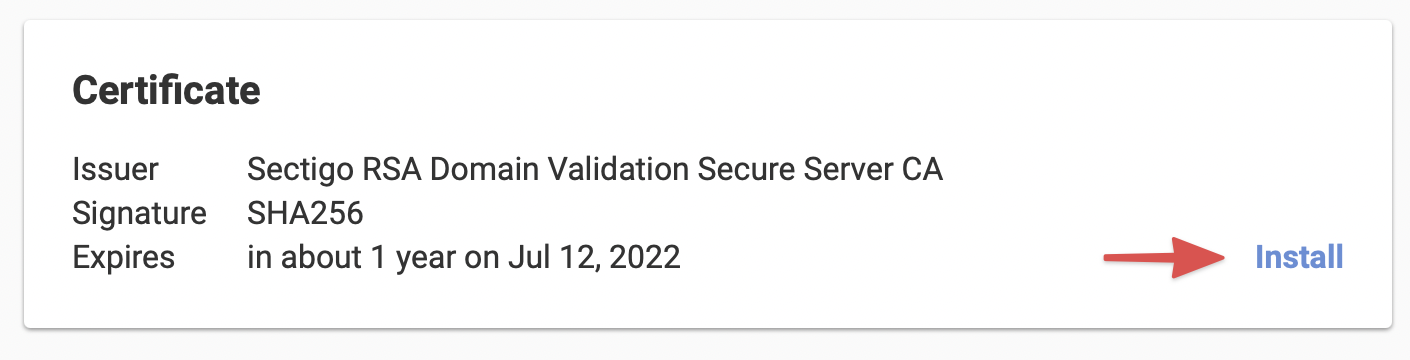 Certificate
Issuer Sectigo RSA Domain Validation Secure Server CA
Signature SHA256
Expires in about 1 year on Jul 12, 2022 Install